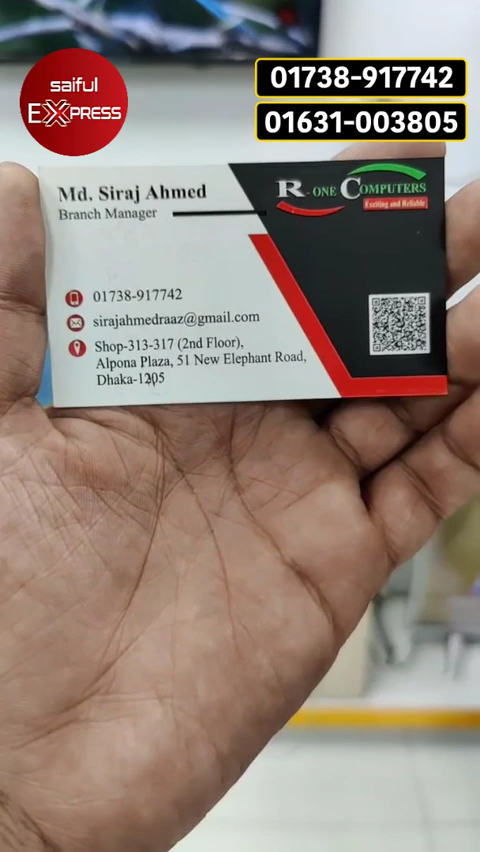 saiful
EXPRESS
01738-917742
01631-003805
Md. Siraj Ahmed
Branch Manager
R-ONE COMPUTERS
Exciting and Reliable
01738-917742
sirajahmedraaz@gmail.com
Shop-313-317 (2nd Floor),
Alpona Plaza, 51 New Elephant Road,
Dhaka-1205